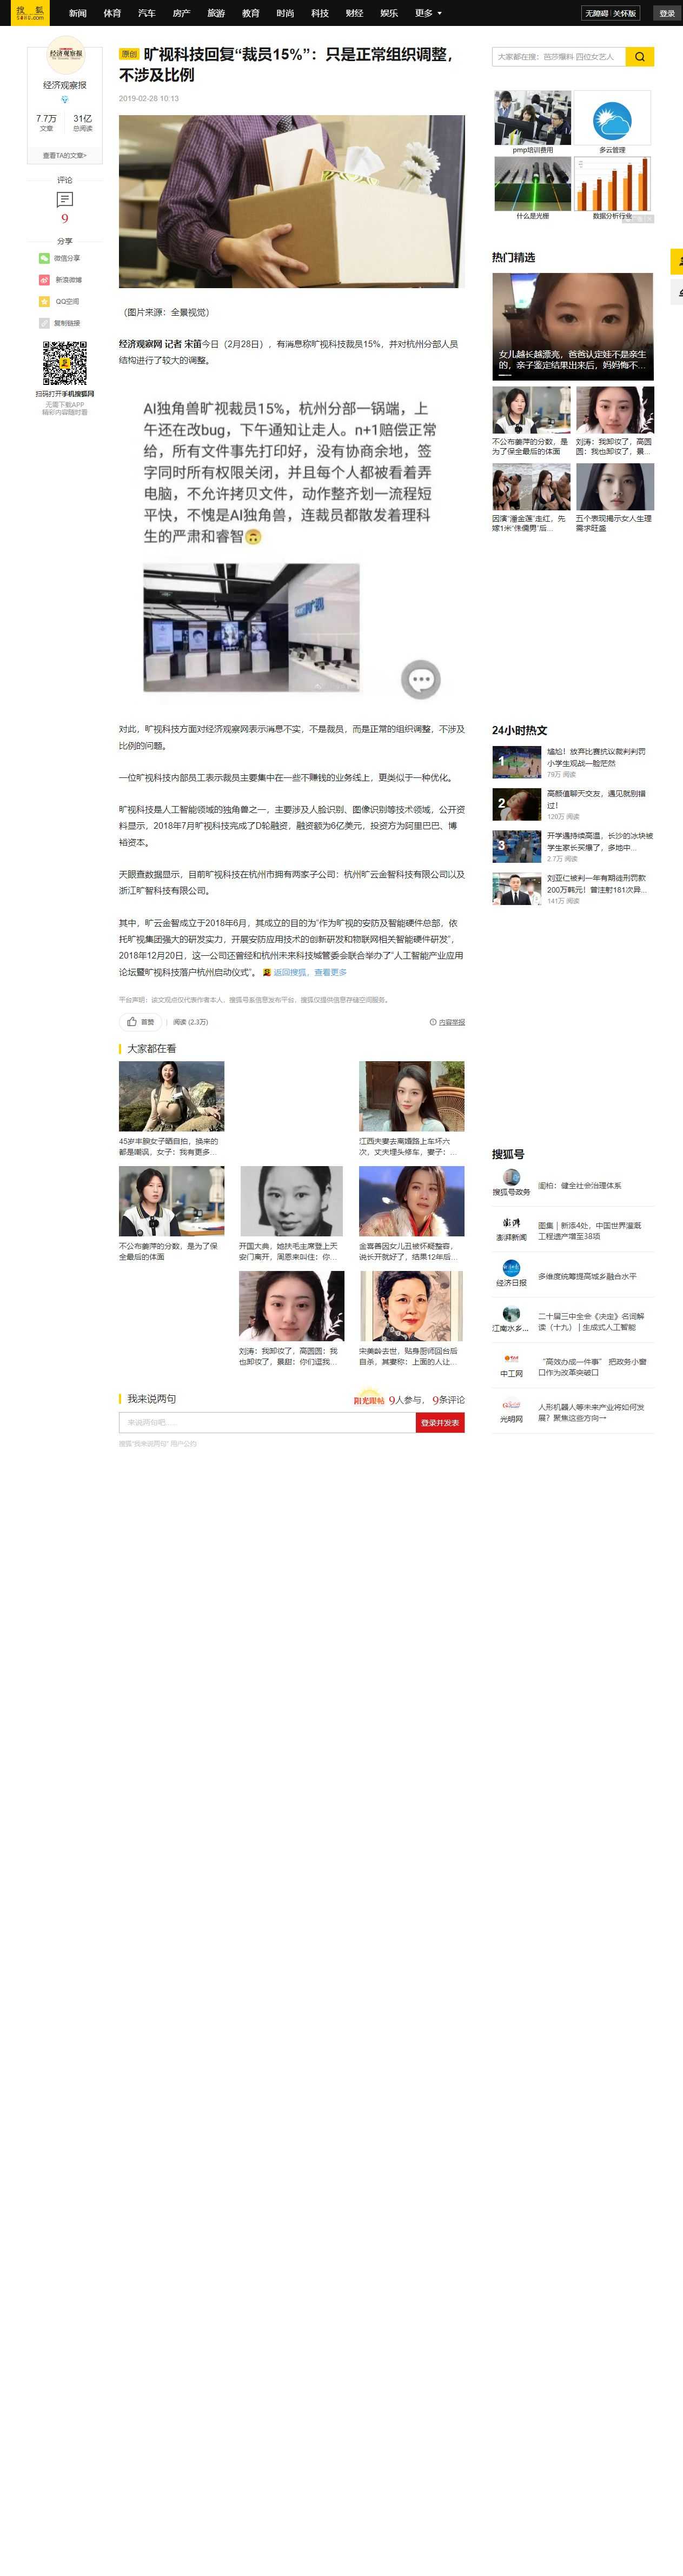 搜 狐
新闻 体育 汽车 房产 旅游 教育 时尚 科技 财经 娱乐 更多
无障碍 | 关怀版
登录
经济观察报
经济观察报
7.7万 31亿
文章 总阅读
查看TA的文章>
评论
9
分享
微信分享
新浪微博
QQ空间
复制链接
扫码打开手机搜狐网
无需下载APP
精彩内容随时看
原创 旷视科技回复“裁员15%”：只是正常组织调整，
不涉及比例
2019-02-28 10:13
（图片来源：全景视觉）
经济观察网 记者 宋笛今日（2月28日），有消息称旷视科技裁员15%，并对杭州分部人员
结构进行了较大的调整。
AI独角兽旷视裁员15%，杭州分部一锅端，上
午还在改bug，下午通知让走人。n+1赔偿正常
给，所有文件事先打印好，没有协商余地，签
字同时所有权限关闭，并且每个人都被看着弄
电脑，不允许拷贝文件，动作整齐划一流程短
平快，不愧是AI独角兽，连裁员都散发着理科
生的严肃和睿智🙃
旷视
对此，旷视科技方面对经济观察网表示消息不实，不是裁员，而是正常的组织调整，不涉及
比例的问题。
一位旷视科技内部员工表示裁员主要集中在一些不赚钱的业务线上，更类似于一种优化。
旷视科技是人工智能领域的独角兽之一，主要涉及人脸识别、图像识别等技术领域，公开资
料显示，2018年7月旷视科技完成了D轮融资，融资额为6亿美元，投资方为阿里巴巴、博
裕资本。
天眼查数据显示，目前旷视科技在杭州市拥有两家子公司：杭州旷云金智科技有限公司以及
浙江旷智科技有限公司。
其中，旷云金智成立于2018年6月，其成立的目的为“作为旷视的安防及智能硬件总部，依
托旷视集团强大的研发实力，开展安防应用技术的创新研发和物联网相关智能硬件研发”，
2018年12月20日，这一公司还曾经和杭州未来科技城管委会联合举办了“人工智能产业应用
论坛暨旷视科技落户杭州启动仪式”。 返回搜狐，查看更多
平台声明：该文观点仅代表作者本人，搜狐号系信息发布平台，搜狐仅提供信息存储空间服务。
首赞 | 阅读 (2.3万)
内容举报
大家都在看
45岁丰腴女子晒自拍，换来的
都是嘲讽，女子：我有更多...
江西夫妻去离婚路上车坏六
次，丈夫埋头修车，妻子：...
不公布姜萍的分数，是为了保
全最后的体面
开国大典，她扶毛主席登上天
安门离开，周恩来叫住：你...
金喜善因女儿丑被怀疑整容，
说长开就好了，结果12年后...
刘涛：我卸妆了，高圆圆：我
也卸妆了，景甜：你们逗我...
宋美龄去世，贴身厨师回台后
自杀，其妻称：上面的人让...
我来说两句
阳光跟帖 9人参与，9条评论
来说两句吧......
登录并发表
搜狐“我来说两句” 用户公约
大家都在搜：芭莎爆料 四位女艺人
pmp培训费用
多云管理
什么是光栅
数据分析行业
热门精选
女儿越长越漂亮，爸爸认定娃不是亲生
的，亲子鉴定结果出来后，妈妈悔不...
不公布姜萍的分数，是
为了保全最后的体面
刘涛：我卸妆了，高圆
圆：我也卸妆了，景...
因演“潘金莲”走红，先
嫁1米“侏儒男”后...
五个表现揭示女人生理
需求旺盛
24小时热文
1
尴尬！放弃比赛抗议裁判判罚
小学生观战一脸茫然
79万 阅读
2
高颜值聊天交友，遇见就别错
过！
120万 阅读
3
开学遇持续高温，长沙的冰块被
学生家长买爆了，多地中...
2.7万 阅读
刘亚仁被判一年有期徒刑罚款
200万韩元！曾注射181次异...
141万 阅读
搜狐号
搜狐号政务
阎柏：健全社会治理体系
澎湃
澎湃新闻
图集 | 新添4处，中国世界灌溉
工程遗产增至38项
经济日报
多维度统筹提高城乡融合水平
江南水乡...
二十届三中全会《决定》名词解
读（十九） | 生成式人工智能
中工网
“高效办成一件事” 把政务小窗
口作为改革突破口
光明网
人形机器人等未来产业将如何发
展？聚焦这些方向→